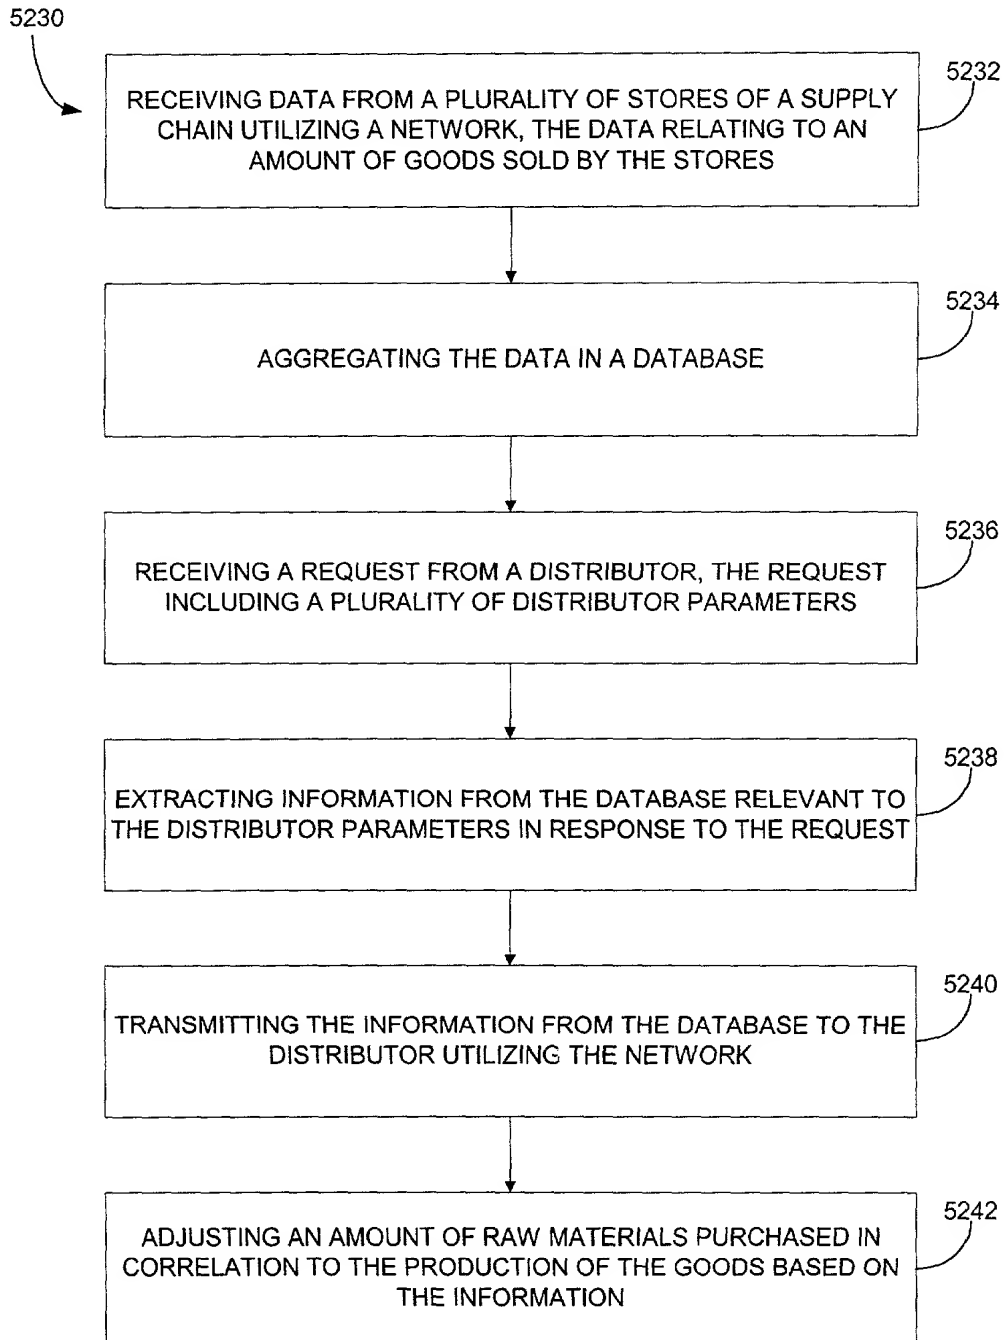 5230
RECEIVING DATA FROM A PLURALITY OF STORES OF A SUPPLY
CHAIN UTILIZING A NETWORK, THE DATA RELATING TO AN
AMOUNT OF GOODS SOLD BY THE STORES
5232
AGGREGATING THE DATA IN A DATABASE
5234
RECEIVING A REQUEST FROM A DISTRIBUTOR, THE REQUEST
INCLUDING A PLURALITY OF DISTRIBUTOR PARAMETERS
5236
EXTRACTING INFORMATION FROM THE DATABASE RELEVANT TO
THE DISTRIBUTOR PARAMETERS IN RESPONSE TO THE REQUEST
5238
TRANSMITTING THE INFORMATION FROM THE DATABASE TO THE
DISTRIBUTOR UTILIZING THE NETWORK
5240
ADJUSTING AN AMOUNT OF RAW MATERIALS PURCHASED IN
CORRELATION TO THE PRODUCTION OF THE GOODS BASED ON
THE INFORMATION
5242